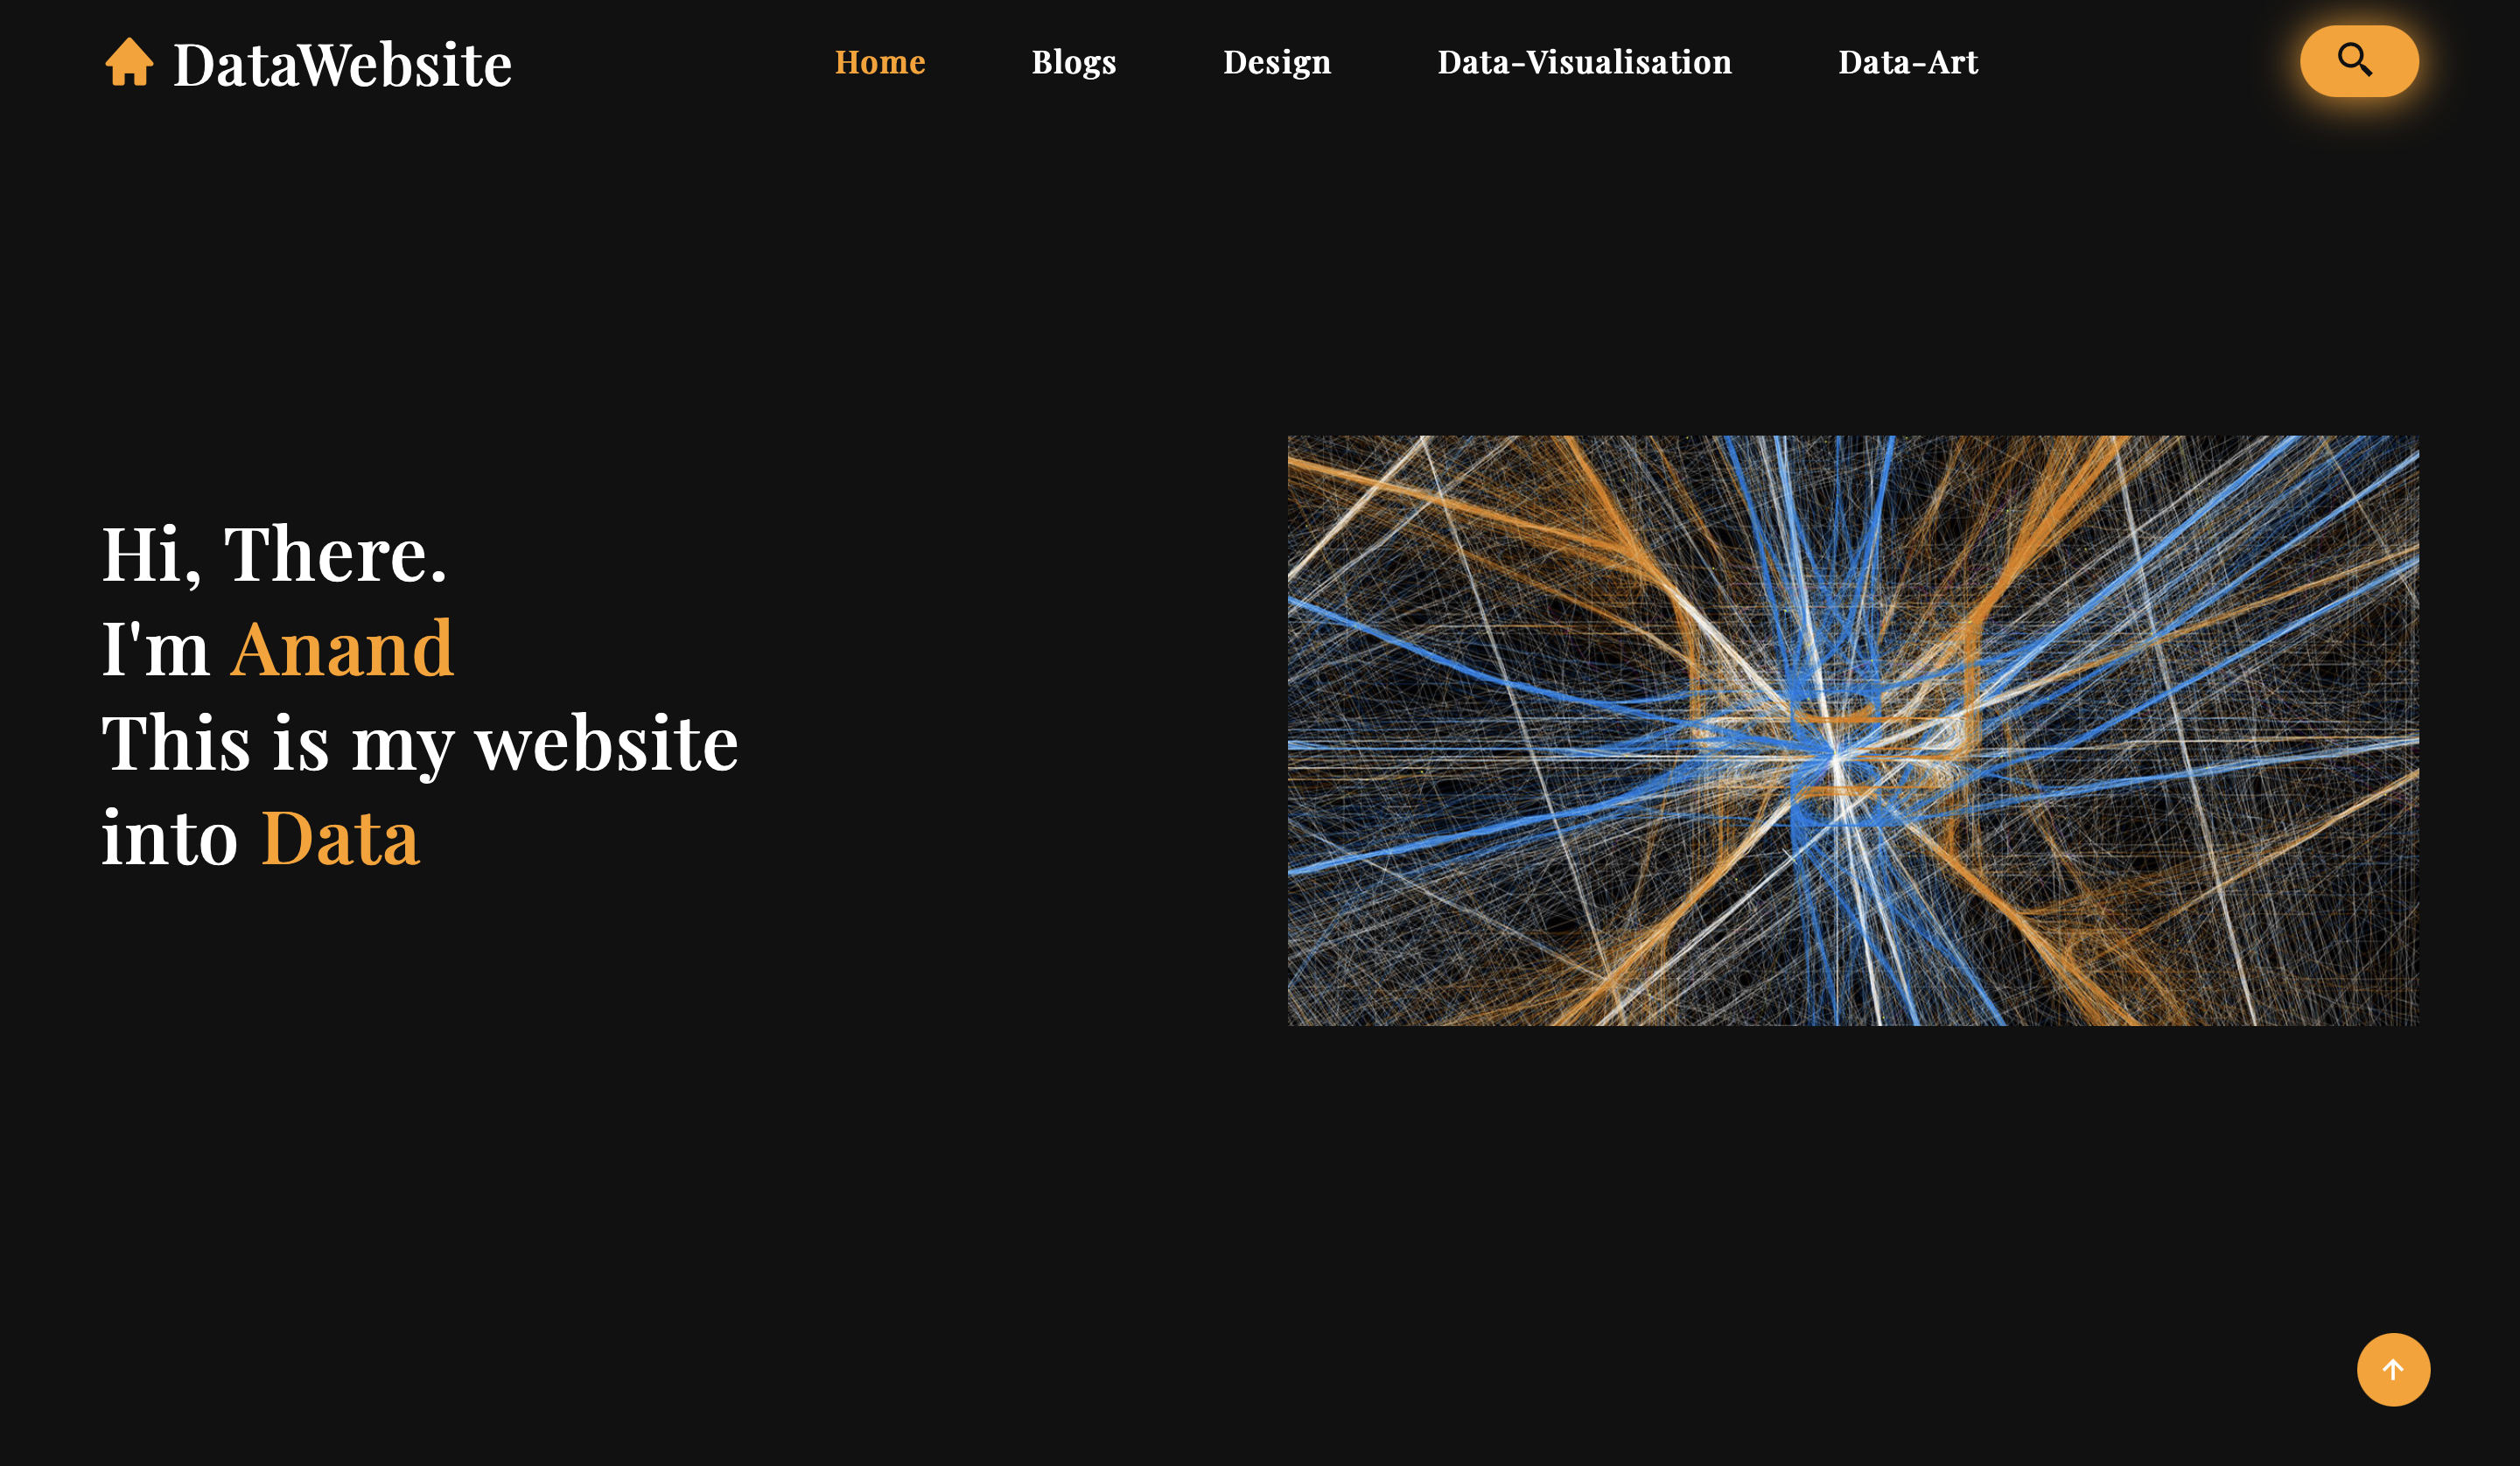 DataWebsite
Home Blogs Design Data-Visualisation Data-Art
Hi, There.
I'm Anand
This is my website
into Data